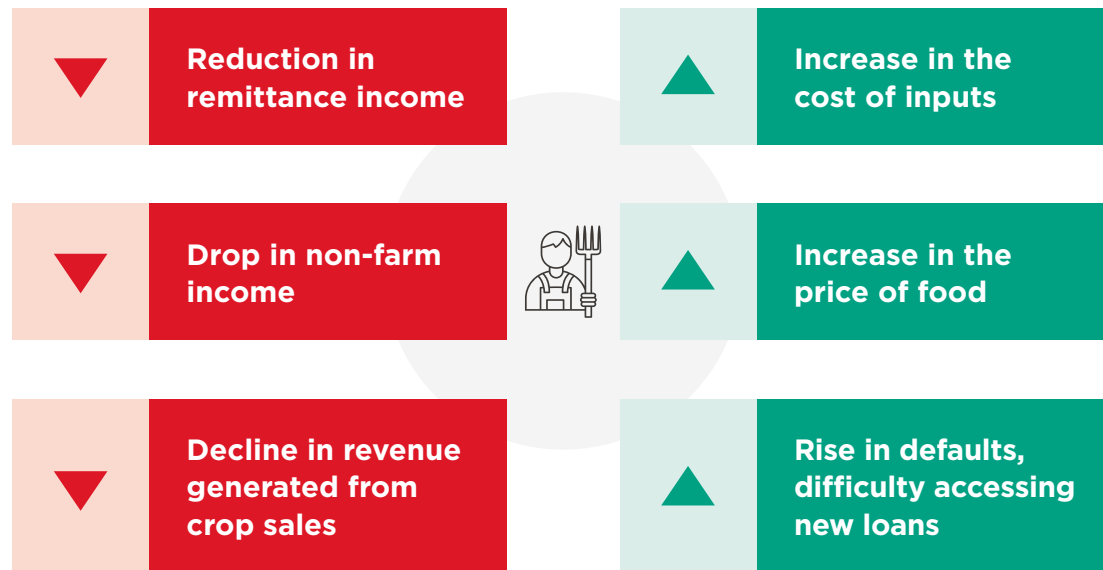 Reduction in
remittance income
Increase in the
cost of inputs
Drop in non-farm
income
Increase in the
price of food
Decline in revenue
generated from
crop sales
Rise in defaults,
difficulty accessing
new loans